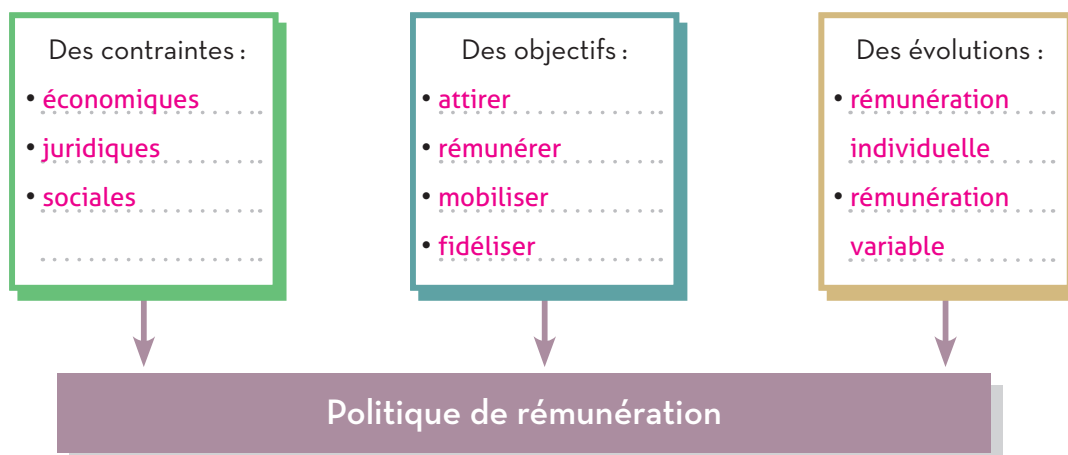 Des contraintes :
• économiques
• juridiques
• sociales
Des objectifs :
• attirer
• rémunérer
• mobiliser
• fidéliser
Des évolutions :
• rémunération
individuelle
• rémunération
variable
Politique de rémunération